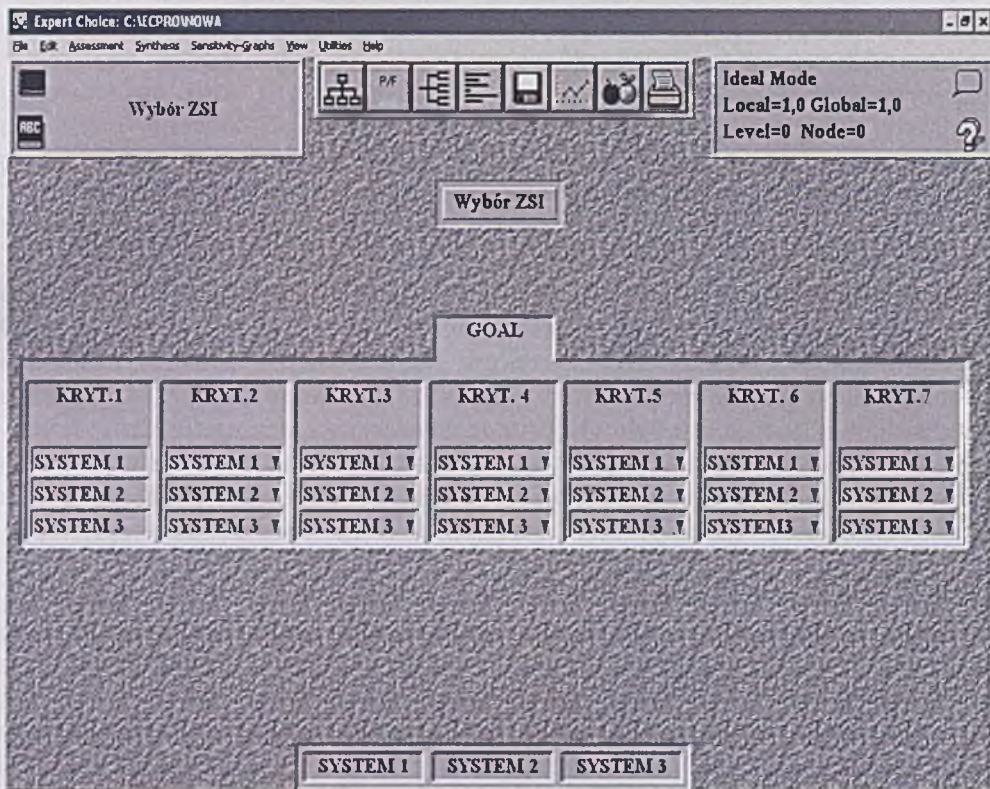 Expert Choice: C:\ECPRO\NOWA
File Edit Assessment Synthesis Sensitivity-Graphs View Utilities Help
Wybór ZSI
ABC
P/F
Ideal Mode
Local=1,0 Global=1,0
Level=0 Node=0
Wybór ZSI
GOAL
KRYT.1 KRYT.2 KRYT.3 KRYT. 4 KRYT.5 KRYT. 6 KRYT.7
SYSTEM 1 SYSTEM 1 SYSTEM 1 SYSTEM 1 SYSTEM 1 SYSTEM 1 SYSTEM 1
SYSTEM 2 SYSTEM 2 SYSTEM 2 SYSTEM 2 SYSTEM 2 SYSTEM 2 SYSTEM 2
SYSTEM 3 SYSTEM 3 SYSTEM 3 SYSTEM 3 SYSTEM 3 SYSTEM3 SYSTEM 3
SYSTEM 1 SYSTEM 2 SYSTEM 3